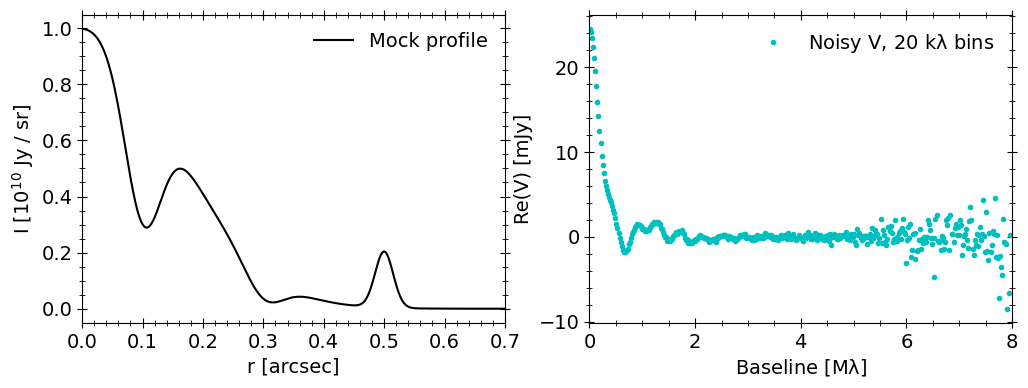 Mock profile
1.0
0.8
0.6
0.4
0.2
0.0
I [10¹⁰ Jy / sr]
0.0 0.1 0.2 0.3 0.4 0.5 0.6 0.7
r [arcsec]
Noisy V, 20 kλ bins
20
10
0
−10
Re(V) [mJy]
0 2 4 6 8
Baseline [Mλ]